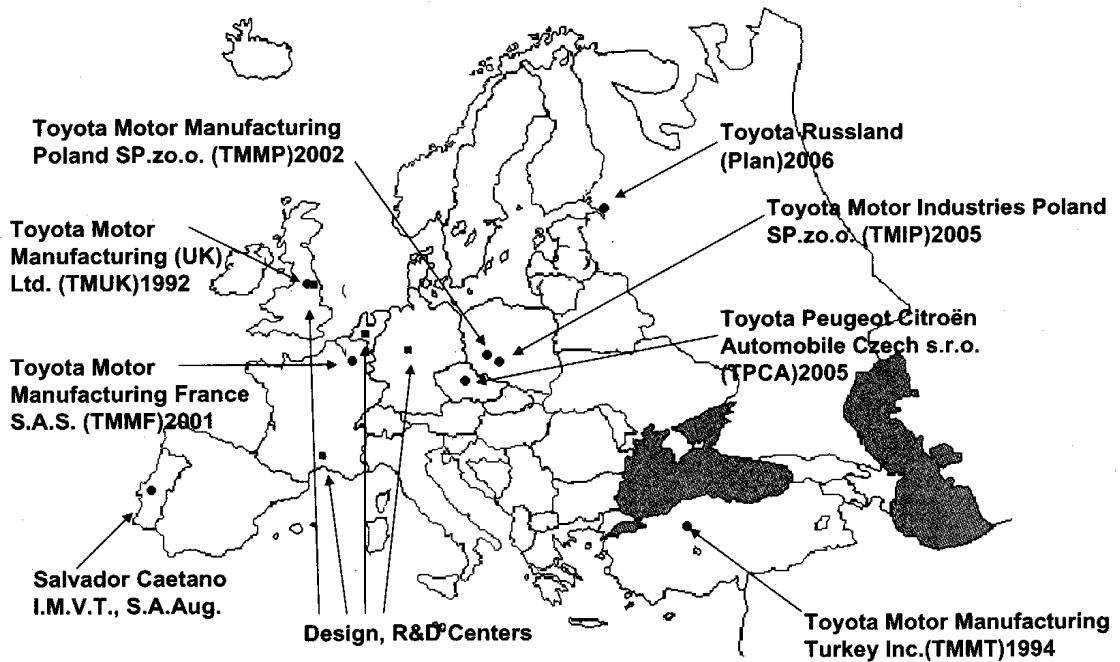 Toyota Motor Manufacturing
Poland SP.zo.o. (TMMP)2002
Toyota Russland
(Plan)2006
Toyota Motor Industries Poland
SP.zo.o. (TMIP)2005
Toyota Motor
Manufacturing (UK)
Ltd. (TMUK)1992
Toyota Peugeot Citroën
Automobile Czech s.r.o.
(TPCA)2005
Toyota Motor
Manufacturing France
S.A.S. (TMMF)2001
Salvador Caetano
I.M.V.T., S.A.Aug.
Design, R&D Centers
Toyota Motor Manufacturing
Turkey Inc.(TMMT)1994